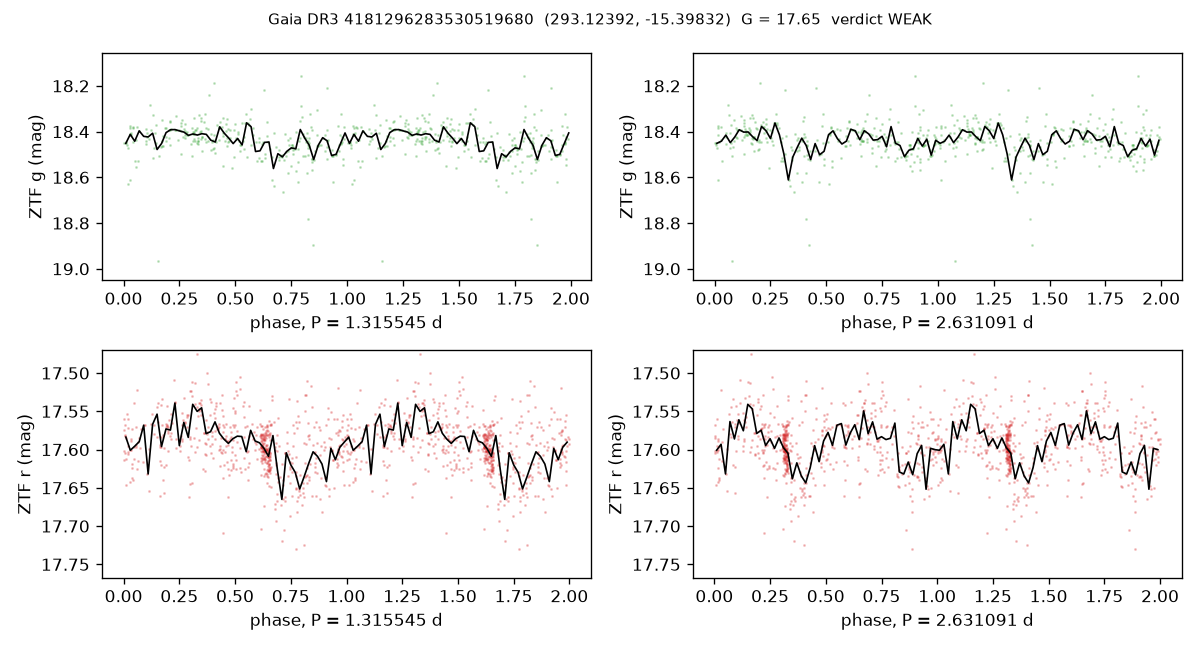 Gaia DR3 4181296283530519680 (293.12392, -15.39832) G = 17.65 verdict WEAK
ZTF g (mag)
18.2
18.4
18.6
18.8
19.0
0.00 0.25 0.50 0.75 1.00 1.25 1.50 1.75 2.00
phase, P = 1.315545 d
ZTF g (mag)
18.2
18.4
18.6
18.8
19.0
0.00 0.25 0.50 0.75 1.00 1.25 1.50 1.75 2.00
phase, P = 2.631091 d
ZTF r (mag)
17.50
17.55
17.60
17.65
17.70
17.75
0.00 0.25 0.50 0.75 1.00 1.25 1.50 1.75 2.00
phase, P = 1.315545 d
ZTF r (mag)
17.50
17.55
17.60
17.65
17.70
17.75
0.00 0.25 0.50 0.75 1.00 1.25 1.50 1.75 2.00
phase, P = 2.631091 d